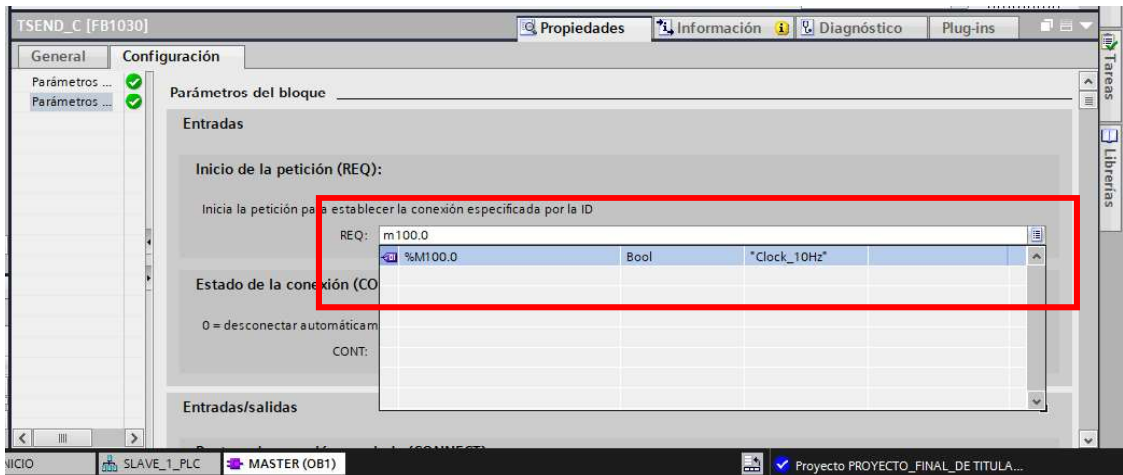 TSEND_C [FB1030]
Propiedades
Información
Diagnóstico
Plug-ins
General
Configuración
Parámetros ...
Parámetros ...
Parámetros del bloque
Entradas
Inicio de la petición (REQ):
Inicia la petición para establecer la conexión especificada por la ID
REQ: m100.0
%M100.0 Bool "Clock_10Hz"
Estado de la conexión (CO
0 = desconectar automáticam
CONT:
Entradas/salidas
Tareas
Librerías
NICIO
SLAVE_1_PLC
MASTER (OB1)
Proyecto PROYECTO_FINAL_DE TITULA...